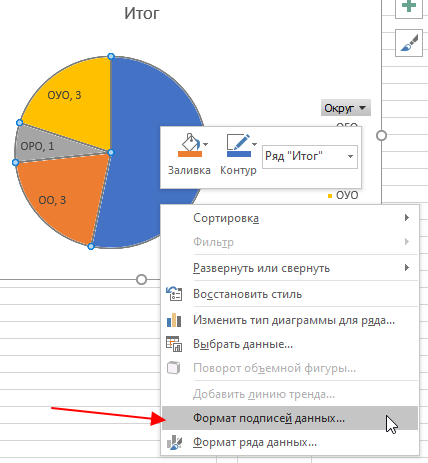 Итог
ОУО, 3
ОРО, 1
ОО, 3
Округ
Заливка
Контур
Ряд "Итог"
ОУО
Сортировка
Фильтр
Развернуть или свернуть
Восстановить стиль
Изменить тип диаграммы для ряда...
Выбрать данные...
Поворот объемной фигуры...
Добавить линию тренда...
Формат подписей данных...
Формат ряда данных...